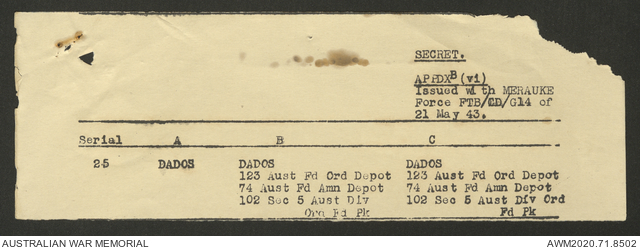 SECRET.
APPDX B (vi)
Issued with MERAUKE
Force FTB/CD/G14 of
21 May 43.
Serial A B C
25 DADOS DADOS DADOS
123 Aust Fd Ord Depot 123 Aust Fd Ord Depot
74 Aust Fd Amn Depot 74 Aust Fd Amn Depot
102 Sec 5 Aust Div 102 Sec 5 Aust Div Ord
Ord Fd Pk Fd Pk
AUSTRALIAN WAR MEMORIAL AWM2020.71.8502